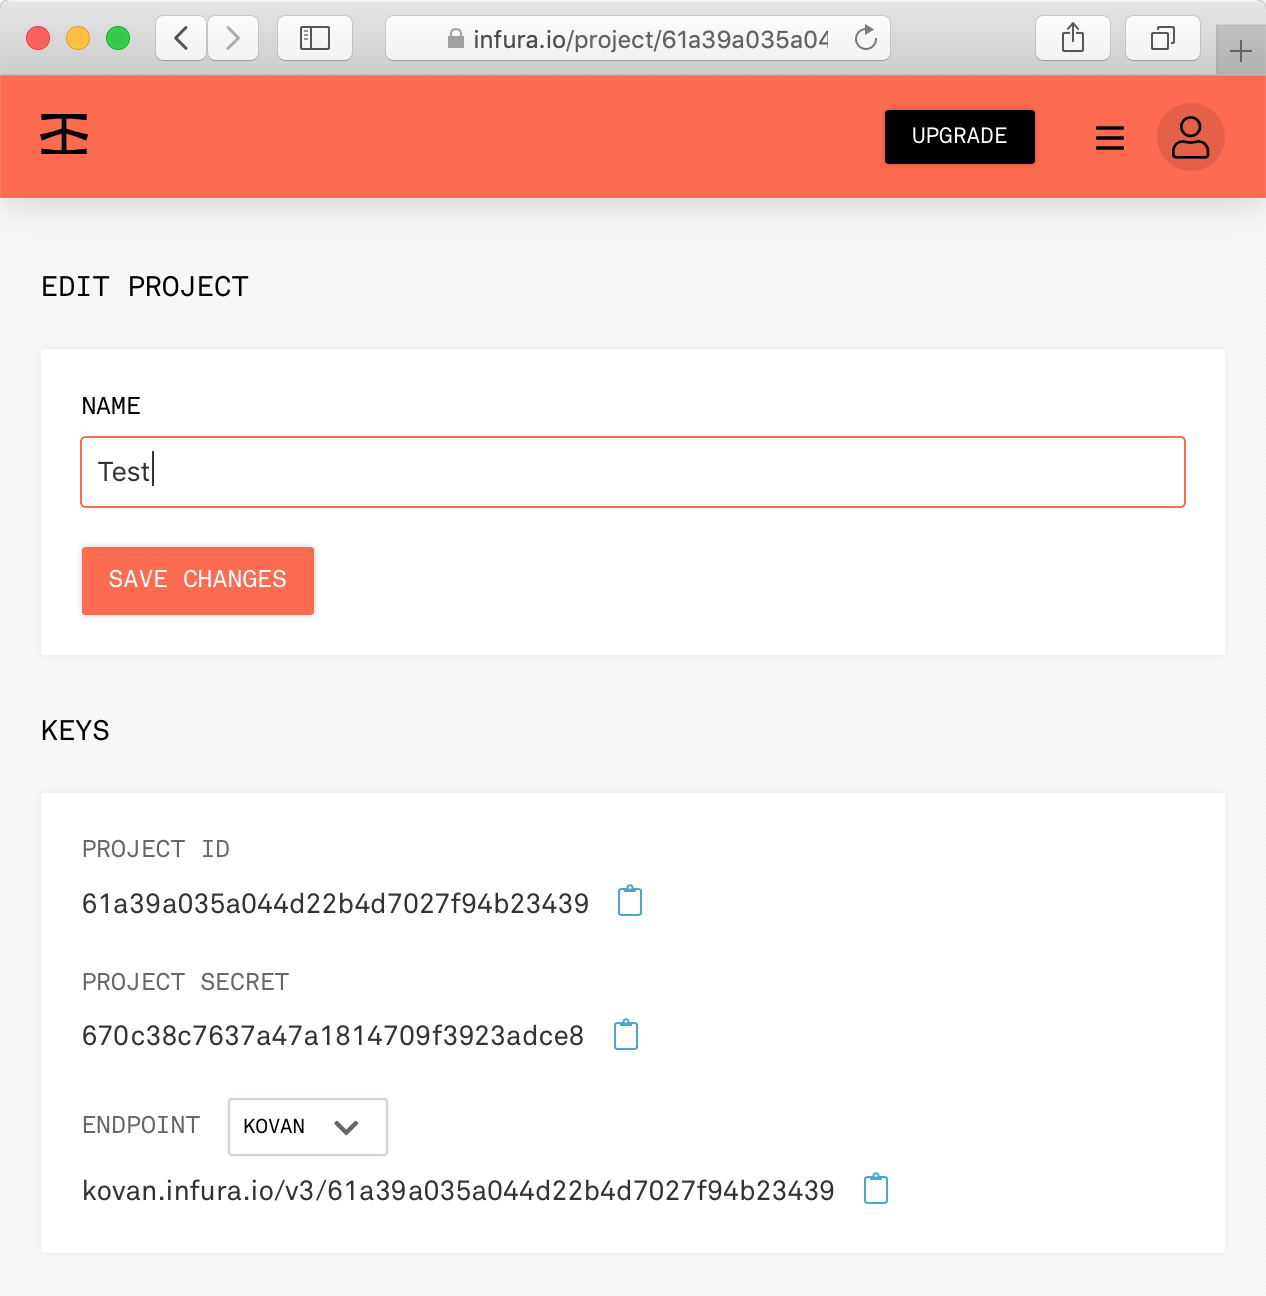 infura.io/project/61a39a035a04
UPGRADE
EDIT PROJECT
NAME
Test
SAVE CHANGES
KEYS
PROJECT ID
61a39a035a044d22b4d7027f94b23439
PROJECT SECRET
670c38c7637a47a1814709f3923adce8
ENDPOINT KOVAN
kovan.infura.io/v3/61a39a035a044d22b4d7027f94b23439